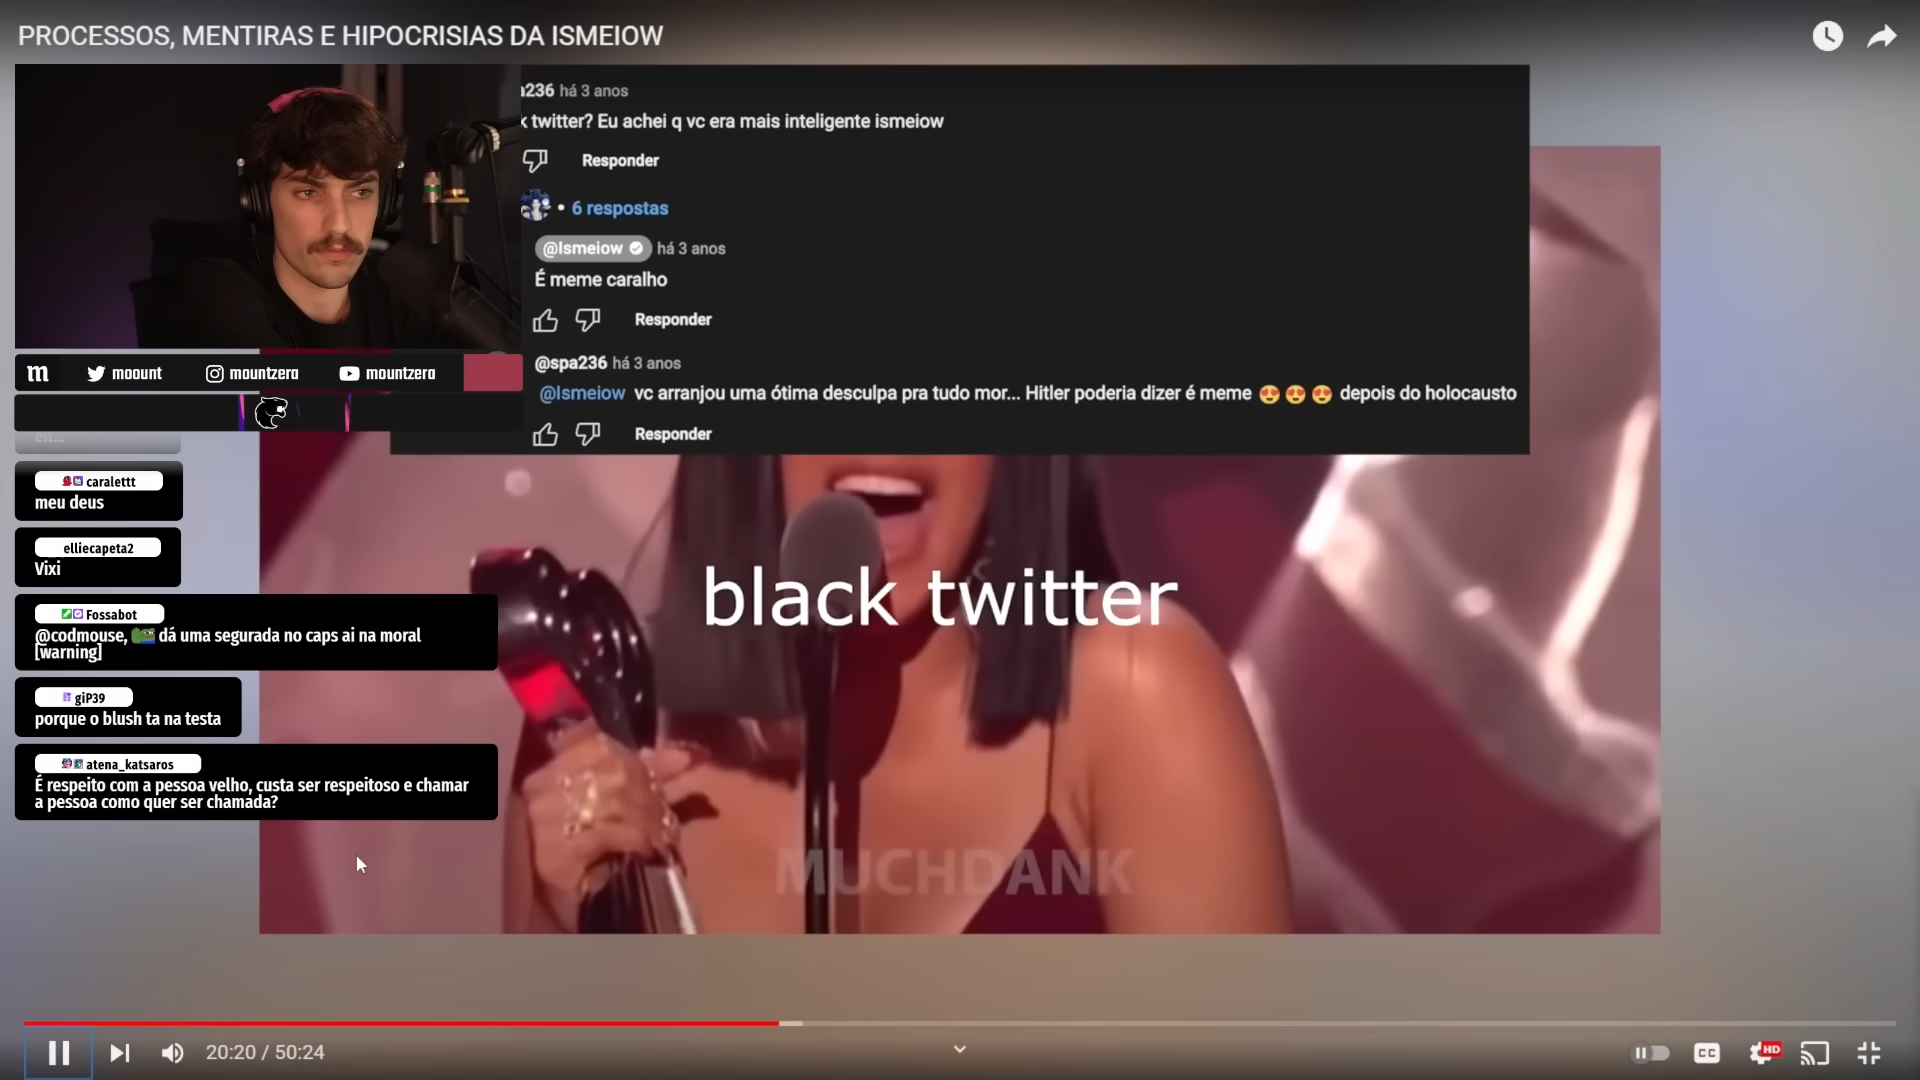 PROCESSOS, MENTIRAS E HIPOCRISIAS DA ISMEIOW
a236 há 3 anos
k twitter? Eu achei q vc era mais inteligente ismeiow
Responder
• 6 respostas
@Ismeiow há 3 anos
É meme caralho
Responder
@spa236 há 3 anos
@Ismeiow vc arranjou uma ótima desculpa pra tudo mor... Hitler poderia dizer é meme 😍 😍 😍 depois do holocausto
Responder
m moount mountzera mountzera
caralettt
meu deus
elliecapeta2
Vixi
Fossabot
@codmouse, dá uma segurada no caps ai na moral
[warning]
giP39
porque o blush ta na testa
atena_katsaros
É respeito com a pessoa velho, custa ser respeitoso e chamar
a pessoa como quer ser chamada?
black twitter
MUCHDANK
20:20 / 50:24
CC
HD